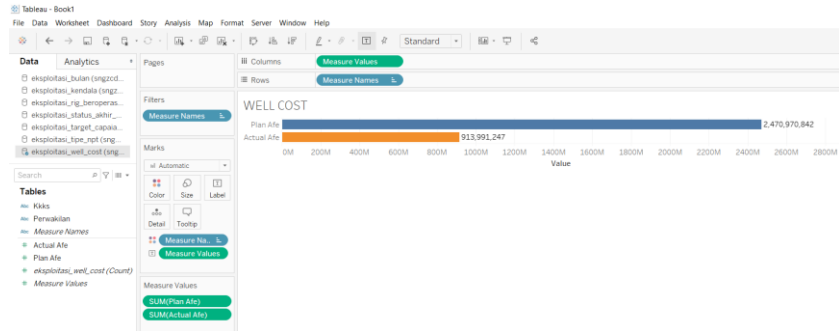 Tableau - Book1
File Data Worksheet Dashboard Story Analysis Map Format Server Window Help
Standard
Data Analytics
eksploitasi_bulan (sngzcd...
eksploitasi_kendala (sngz...
eksploitasi_rig_beroperas...
eksploitasi_status_akhir_...
eksploitasi_target_capaia...
eksploitasi_tipe_npt (sng...
eksploitasi_well_cost (sng...
Search
Tables
Kkks
Perwakilan
Measure Names
Actual Afe
Plan Afe
eksploitasi_well_cost (Count)
Measure Values
Pages
Filters
Measure Names
Marks
Automatic
Color Size Label
Detail Tooltip
Measure Na..
Measure Values
Measure Values
SUM(Plan Afe)
SUM(Actual Afe)
Columns Measure Values
Rows Measure Names
WELL COST
Plan Afe 2,470,970,842
Actual Afe 913,991,247
0M 200M 400M 600M 800M 1000M 1200M 1400M 1600M 1800M 2000M 2200M 2400M 2600M 2800M
Value